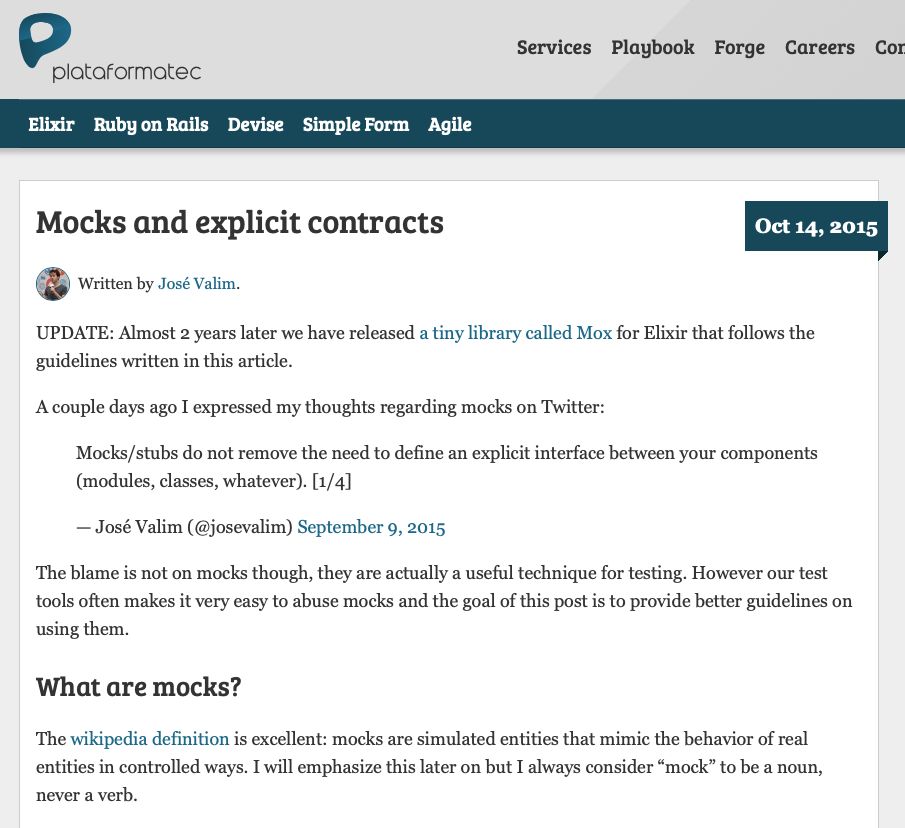 plataformatec
Services Playbook Forge Careers Con
Elixir Ruby on Rails Devise Simple Form Agile
Mocks and explicit contracts
Oct 14, 2015
Written by José Valim.
UPDATE: Almost 2 years later we have released a tiny library called Mox for Elixir that follows the
guidelines written in this article.
A couple days ago I expressed my thoughts regarding mocks on Twitter:
Mocks/stubs do not remove the need to define an explicit interface between your components
(modules, classes, whatever). [1/4]
— José Valim (@josevalim) September 9, 2015
The blame is not on mocks though, they are actually a useful technique for testing. However our test
tools often makes it very easy to abuse mocks and the goal of this post is to provide better guidelines on
using them.
What are mocks?
The wikipedia definition is excellent: mocks are simulated entities that mimic the behavior of real
entities in controlled ways. I will emphasize this later on but I always consider “mock” to be a noun,
never a verb.